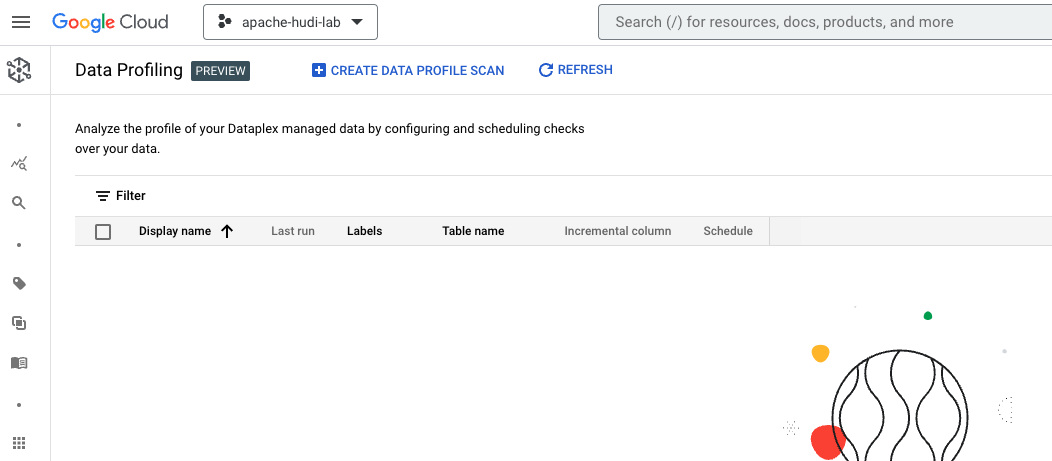 Google Cloud
apache-hudi-lab
Search (/) for resources, docs, products, and more
Data Profiling PREVIEW CREATE DATA PROFILE SCAN REFRESH
Analyze the profile of your Dataplex managed data by configuring and scheduling checks
over your data.
Filter
Display name Last run Labels Table name Incremental column Schedule